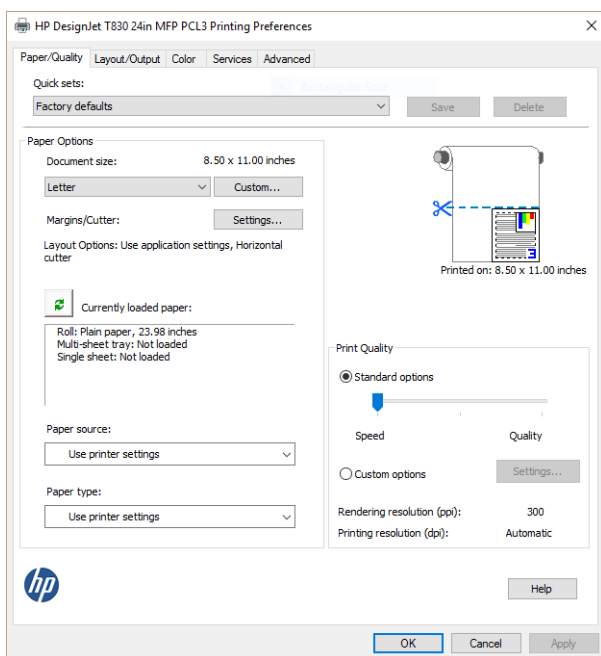 HP DesignJet T830 24in MFP PCL3 Printing Preferences
Paper/Quality Layout/Output Color Services Advanced
Quick sets:
Factory defaults
Save Delete
Paper Options
Document size: 8.50 x 11.00 inches
Letter Custom...
Margins/Cutter: Settings...
Layout Options: Use application settings, Horizontal
cutter
Currently loaded paper:
Roll: Plain paper, 23.98 inches
Multi-sheet tray: Not loaded
Single sheet: Not loaded
Paper source:
Use printer settings
Paper type:
Use printer settings
3
Printed on: 8.50 x 11.00 inches
Print Quality
Standard options
Speed Quality
Custom options Settings...
Rendering resolution (ppi): 300
Printing resolution (dpi): Automatic
hp
Help
OK Cancel Apply